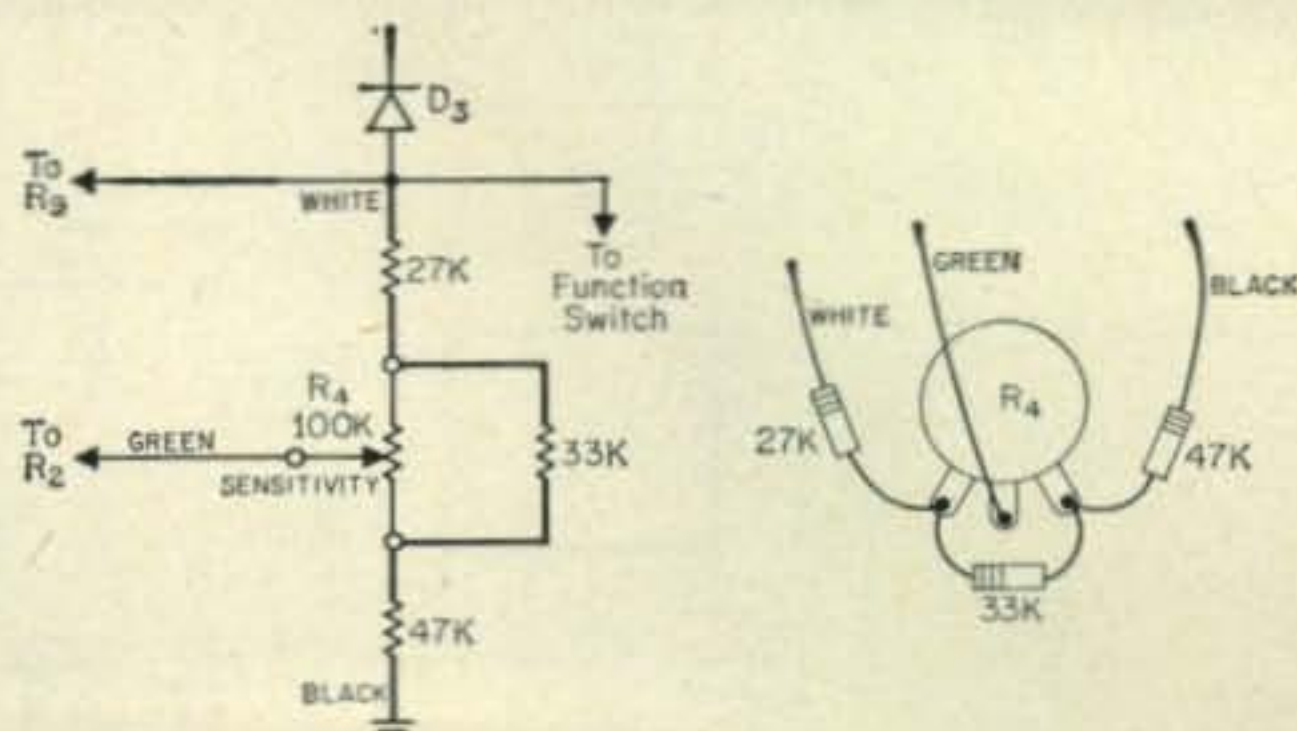 D3
To
R9
WHITE
27K
To
Function
Switch
R4
100K
To
R2
GREEN
SENSITIVITY
33K
47K
BLACK
WHITE
GREEN
BLACK
R4
27K
47K
33K